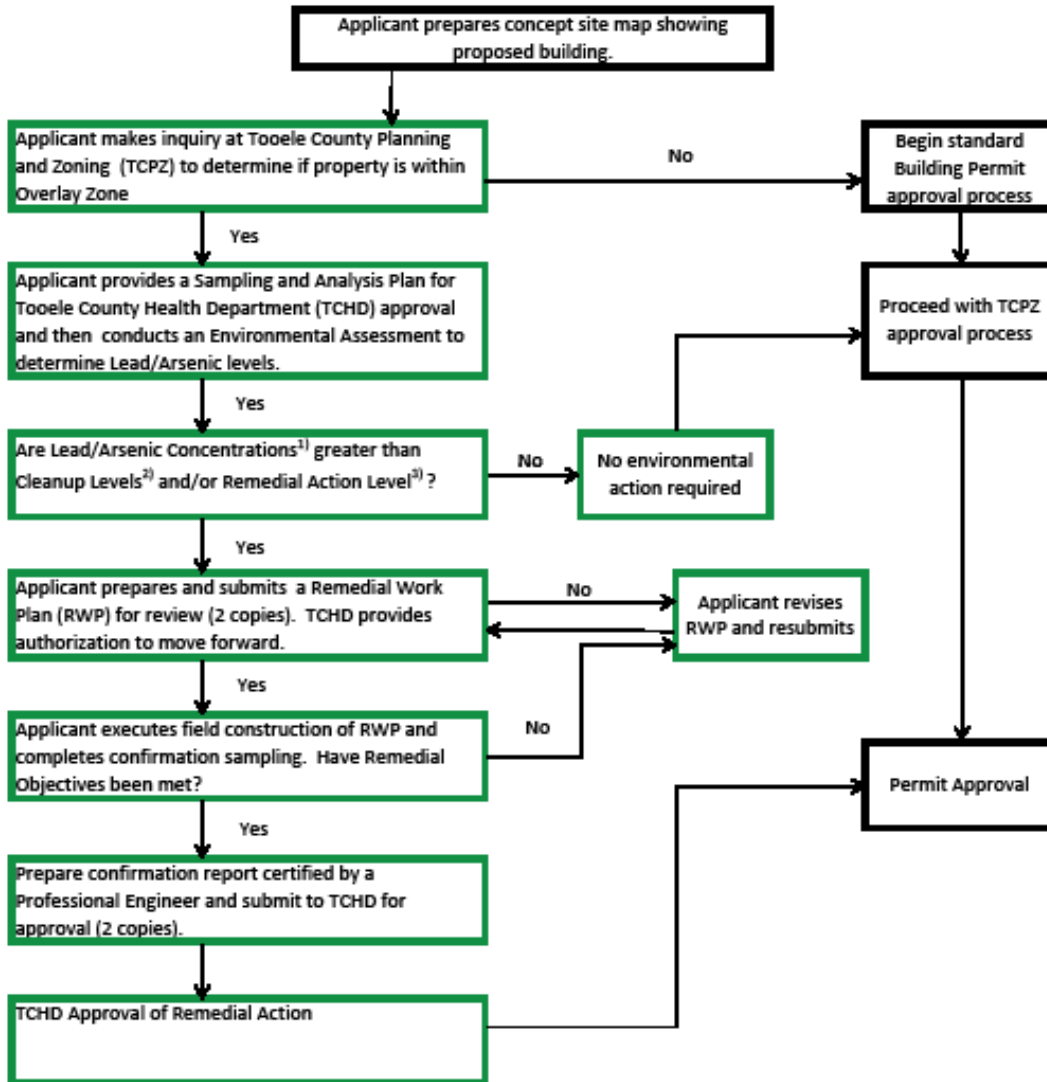 Applicant prepares concept site map showing
proposed building.
Applicant makes inquiry at Tooele County Planning
and Zoning (TCPZ) to determine if property is within
Overlay Zone
No
Begin standard
Building Permit
approval process
Yes
Applicant provides a Sampling and Analysis Plan for
Tooele County Health Department (TCHD) approval
and then conducts an Environmental Assessment to
determine Lead/Arsenic levels.
Proceed with TCPZ
approval process
Yes
Are Lead/Arsenic Concentrations1) greater than
Cleanup Levels2) and/or Remedial Action Level3) ?
No
No environmental
action required
Yes
Applicant prepares and submits a Remedial Work
Plan (RWP) for review (2 copies). TCHD provides
authorization to move forward.
No
Applicant revises
RWP and resubmits
Yes
Applicant executes field construction of RWP and
completes confirmation sampling. Have Remedial
Objectives been met?
No
Permit Approval
Yes
Prepare confirmation report certified by a
Professional Engineer and submit to TCHD for
approval (2 copies).
TCHD Approval of Remedial Action